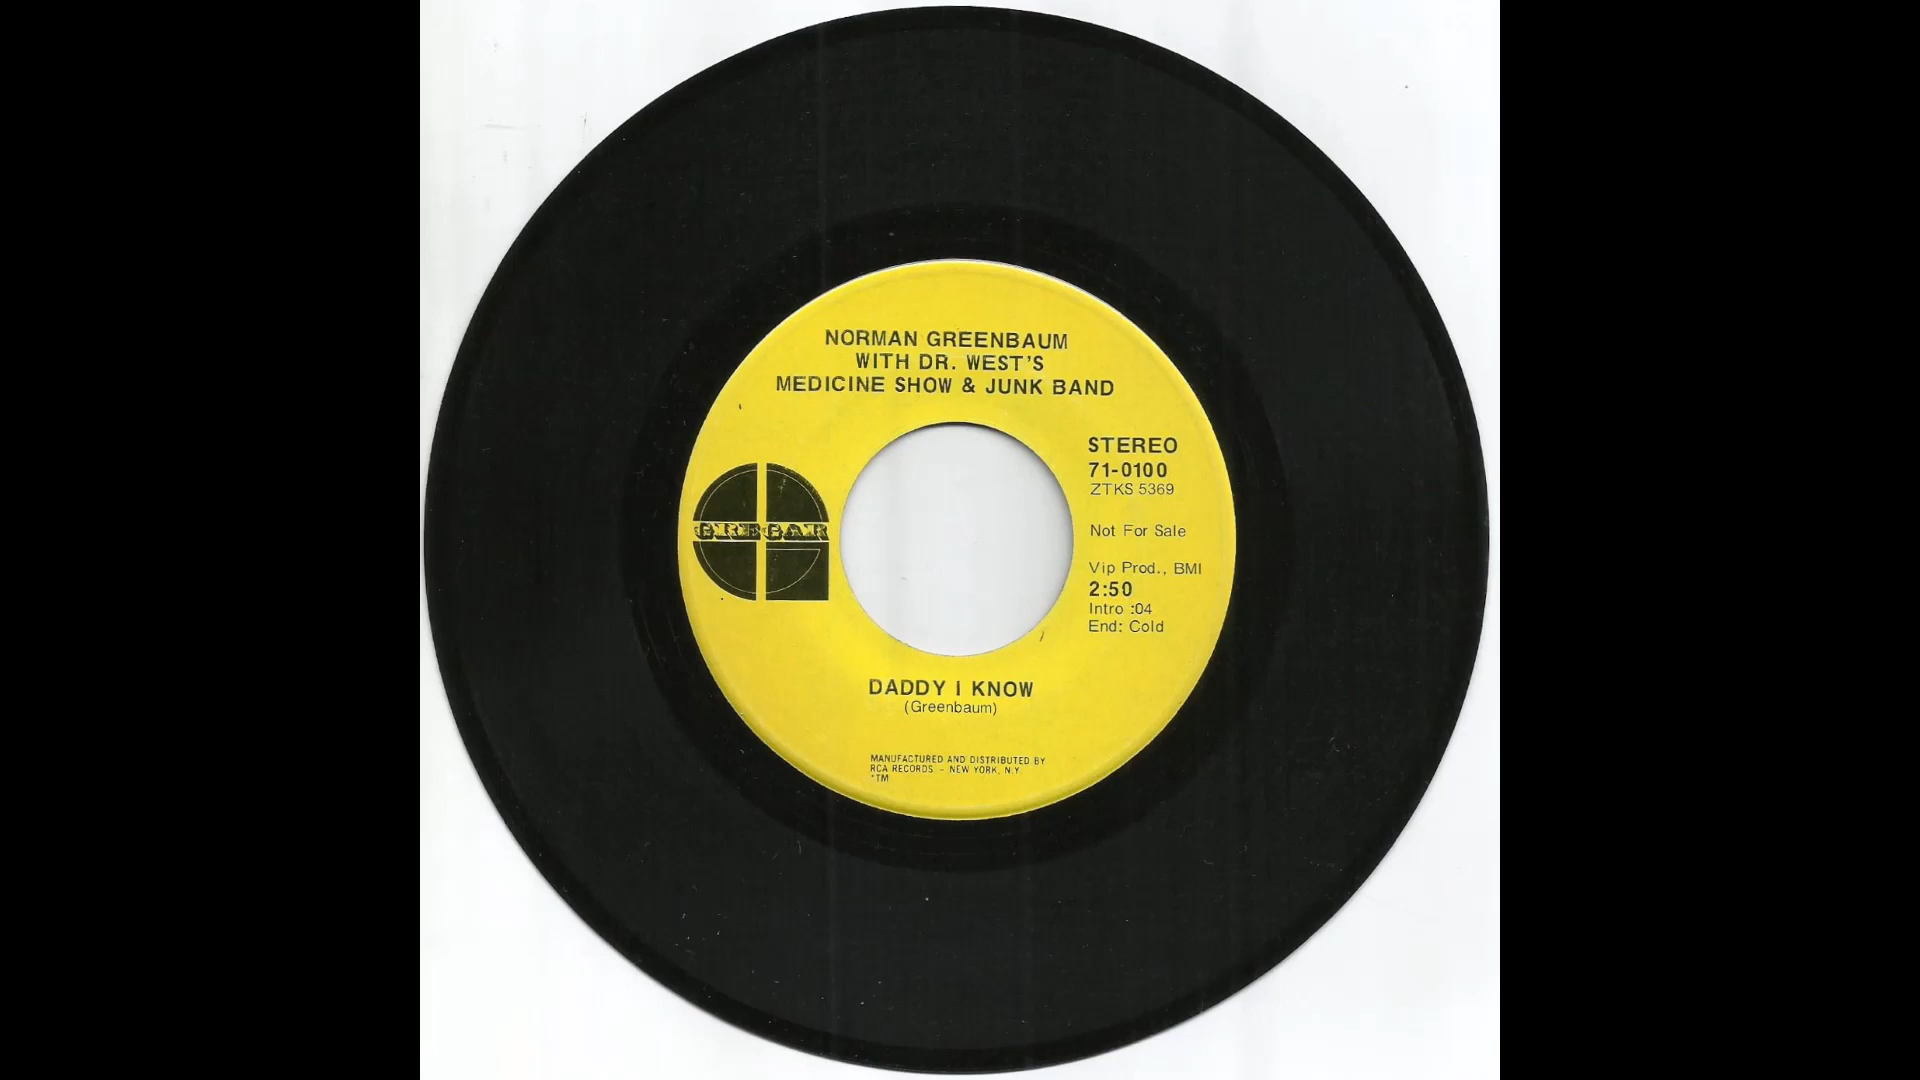 NORMAN GREENBAUM
WITH DR. WEST'S
MEDICINE SHOW & JUNK BAND
STEREO
71-0100
ZTKS 5369
GREGAR
Not For Sale
Vip Prod., BMI
2:50
Intro :04
End: Cold
DADDY I KNOW
(Greenbaum)
MANUFACTURED AND DISTRIBUTED BY
RCA RECORDS - NEW YORK, N.Y.
*TM